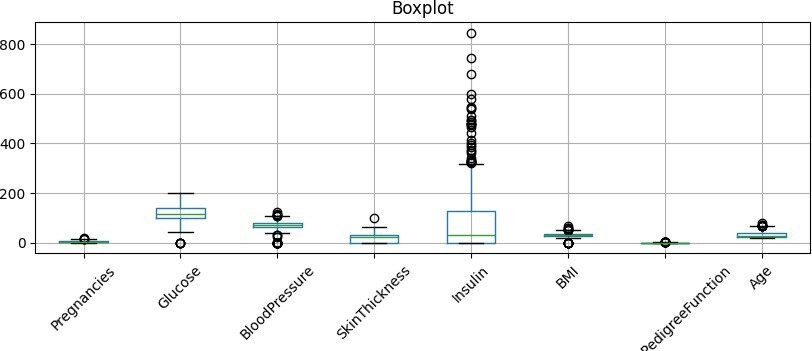 Boxplot
800
600
400
200
0
Pregnancies
Glucose
BloodPressure
SkinThickness
Insulin
BMI
PedigreeFunction
Age